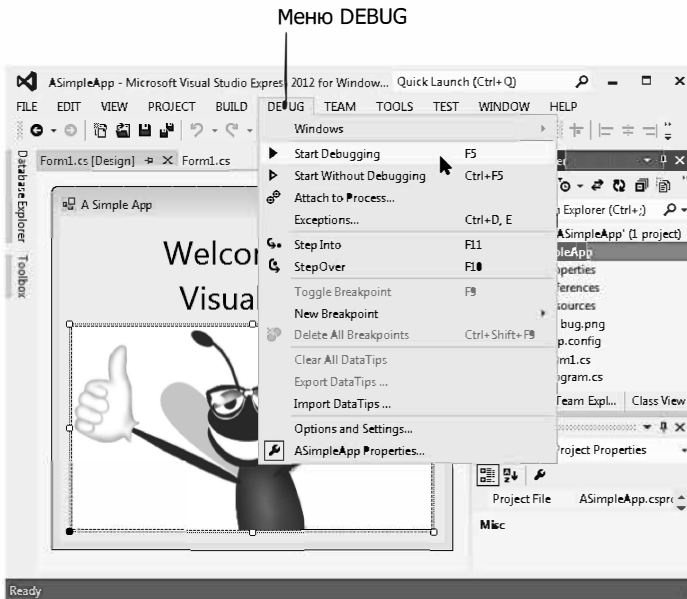 Меню DEBUG
ASimpleApp - Microsoft Visual Studio Expres 2012 for Window... Quick Launch (Ctrl+Q)
FILE EDIT VIEW PROJECT BUILD DEBUG TEAM TOOLS TEST WINDOW HELP
Windows
Form1.cs [Design] Form1.cs
Start Debugging F5
Start Without Debugging Ctrl+F5
Attach to Process...
Exceptions... Ctrl+D, E
Step Into F11
StepOver F10
Toggle Breakpoint F9
New Breakpoint
Delete All Breakpoints Ctrl+Shift+F9
Clear All DataTips
Export DataTips ...
Import DataTips ...
Options and Settings...
ASimpleApp Properties...
Database Explorer
Toolbox
A Simple App
Welcor
Visua
er
Explorer (Ctrl+;)
ASimpleApp' (1 project)
pleApp
operties
ferences
sources
bug.png
p.config
m1.cs
gram.cs
Team Expl... Class View
roject Properties
Project File ASimpleApp.cspro
Misc
Ready